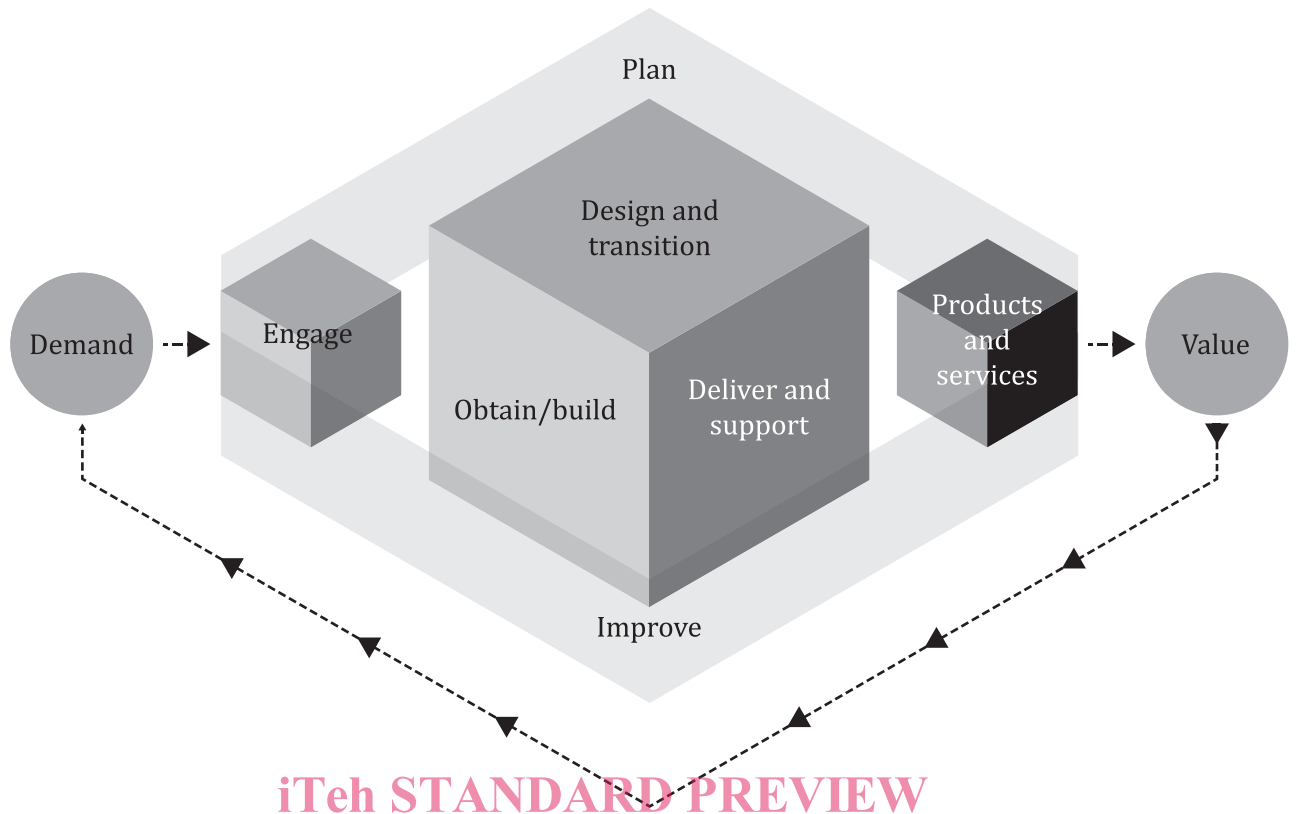 Plan
Design and
transition
Demand
Engage
Obtain/build
Deliver and
support
Products
and
services
Value
Improve
iTeh STANDARD PREVIEW